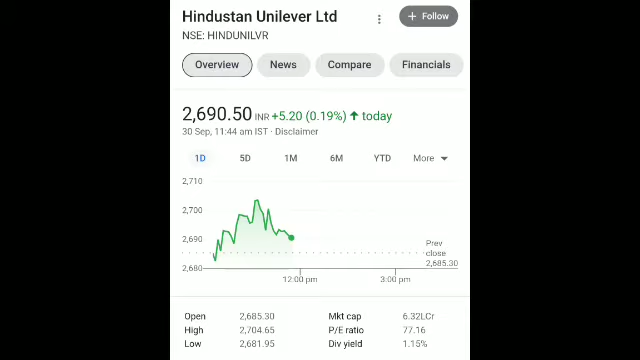 Hindustan Unilever Ltd
+ Follow
NSE: HINDUNILVR
Overview News Compare Financials
2,690.50 INR +5.20 (0.19%) ↑ today
30 Sep, 11:44 am IST · Disclaimer
1D 5D 1M 6M YTD More
2,710
2,700
2,690
2,680
Prev
close
2,685.30
12:00 pm 3:00 pm
Open 2,685.30 Mkt cap 6.32LCr
High 2,704.65 P/E ratio 77.16
Low 2,681.95 Div yield 1.15%